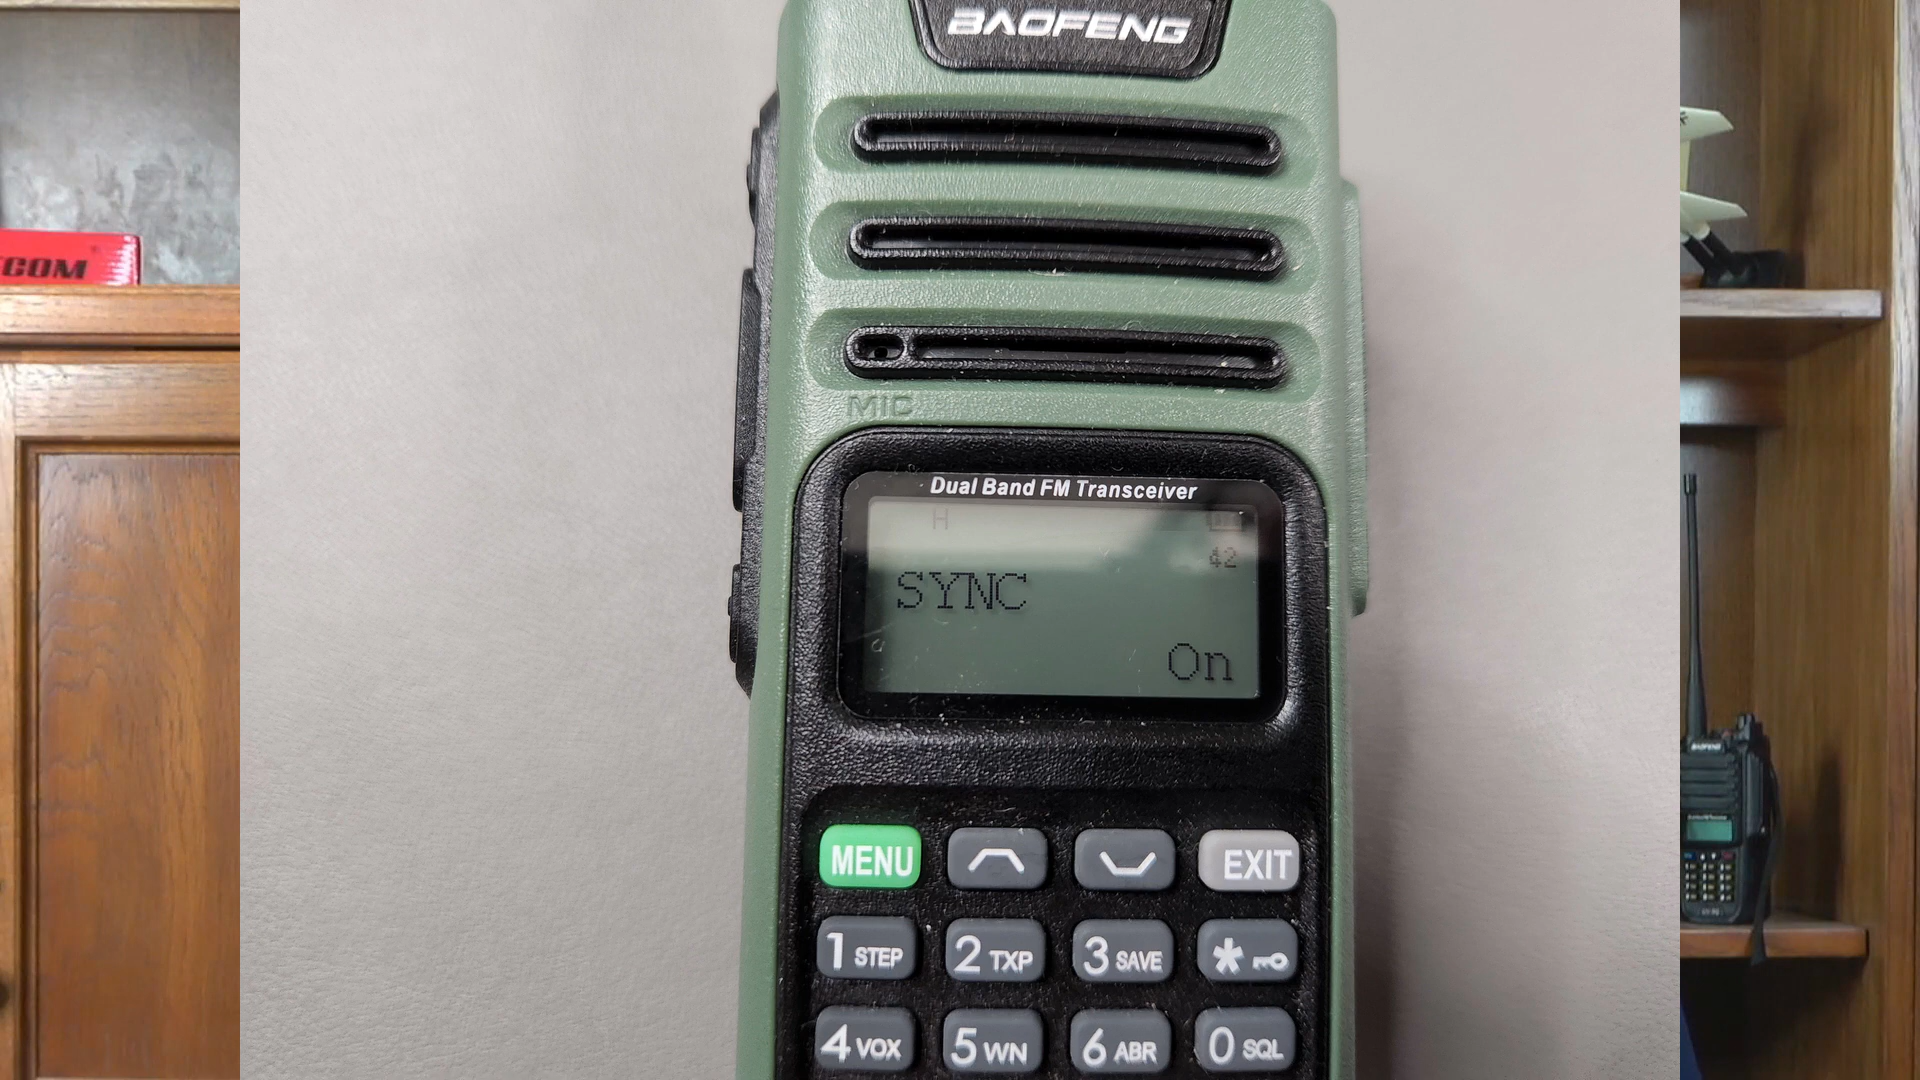 BAOFENG
COM
MIC
Dual Band FM Transceiver
H
42
SYNC
On
MENU
EXIT
1 STEP
2 TXP
3 SAVE
*
4 VOX
5 WN
6 ABR
0 SQL
BAOFENG